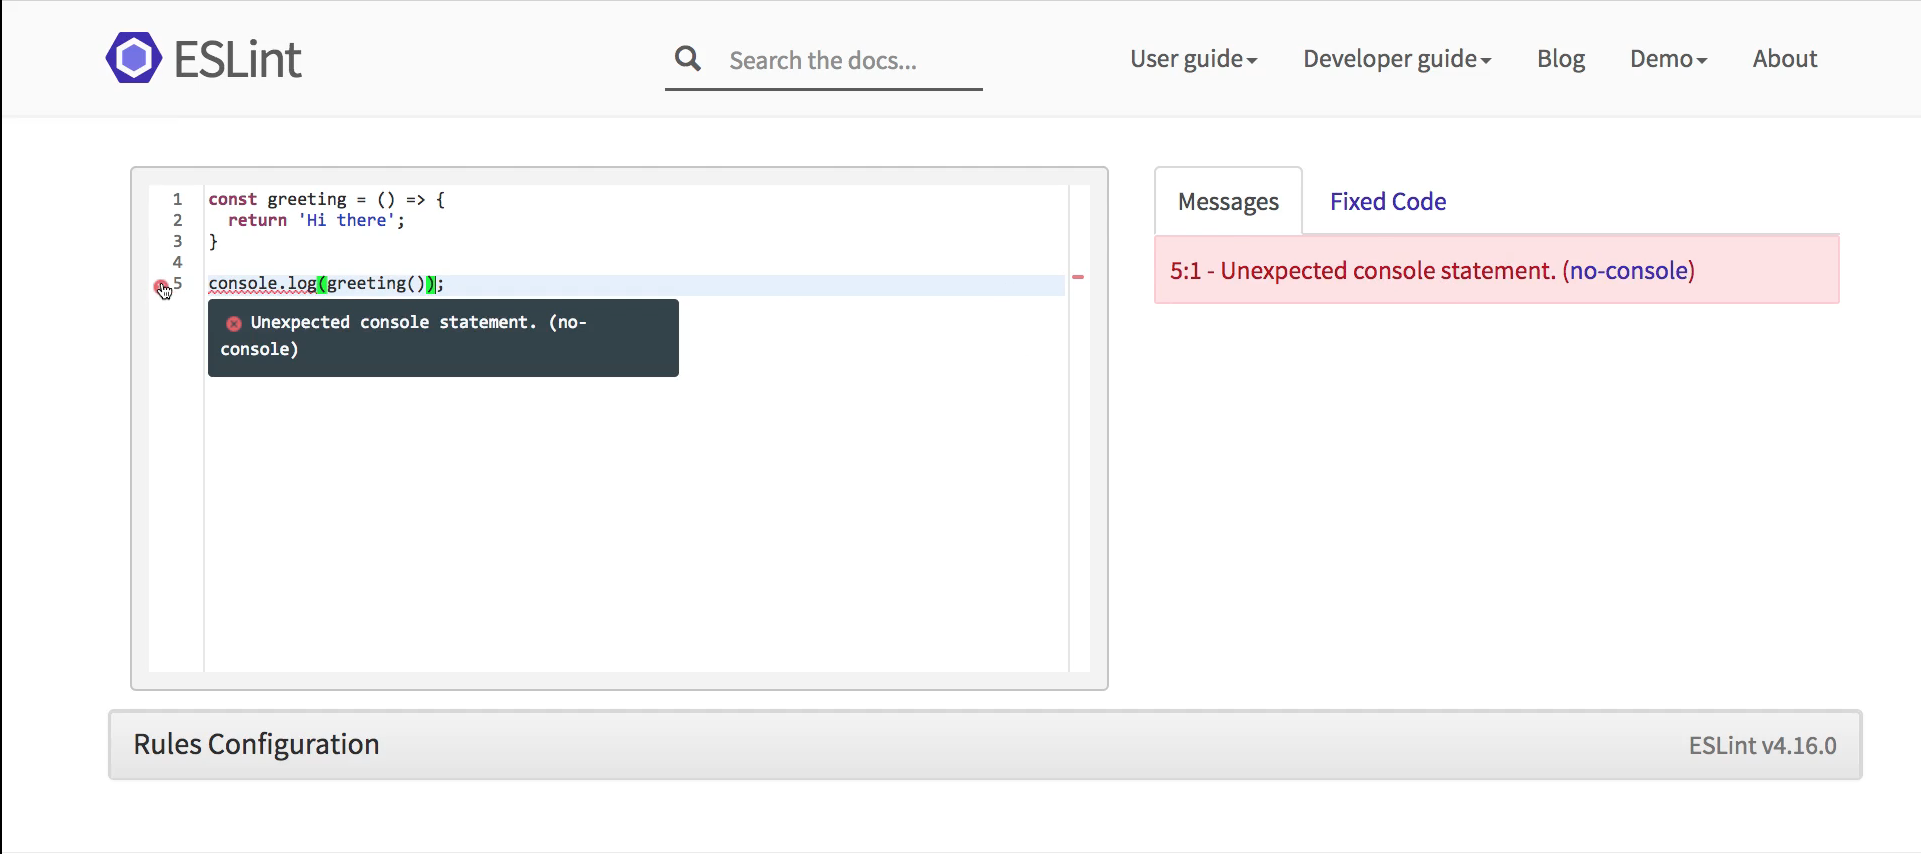 ESLint
Search the docs...
User guide
Developer guide
Blog
Demo
About
1 const greeting = () => {
2   return 'Hi there';
3 }
4
5 console.log(greeting());
Unexpected console statement. (no-
console)
Messages
Fixed Code
5:1 - Unexpected console statement. (no-console)
Rules Configuration
ESLint v4.16.0